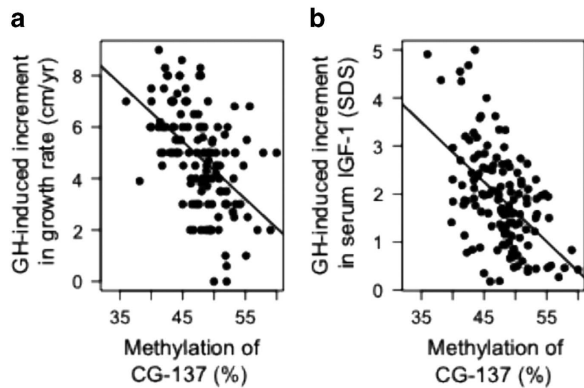 a
GH-induced increment
in growth rate (cm/yr)
8
6
4
2
0
35
45
55
Methylation of
CG-137 (%)
b
GH-induced increment
in serum IGF-1 (SDS)
5
4
3
2
1
0
35
45
55
Methylation of
CG-137 (%)